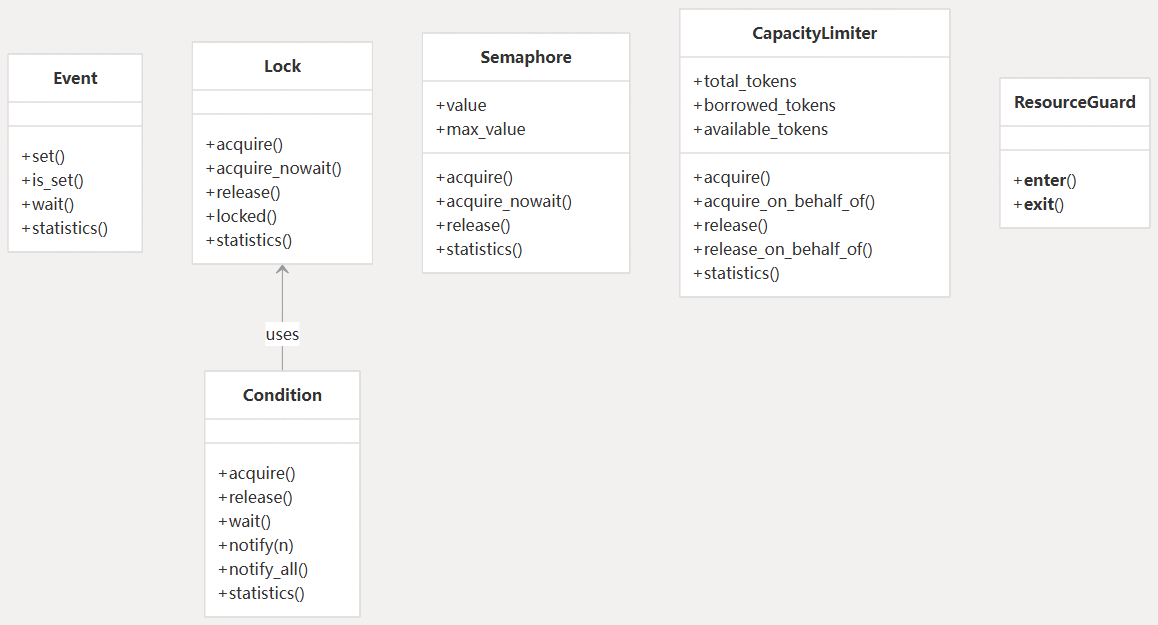 Event
+set()
+is_set()
+wait()
+statistics()
Lock
+acquire()
+acquire_nowait()
+release()
+locked()
+statistics()
Semaphore
+value
+max_value
+acquire()
+acquire_nowait()
+release()
+statistics()
CapacityLimiter
+total_tokens
+borrowed_tokens
+available_tokens
+acquire()
+acquire_on_behalf_of()
+release()
+release_on_behalf_of()
+statistics()
ResourceGuard
+enter()
+exit()
uses
Condition
+acquire()
+release()
+wait()
+notify(n)
+notify_all()
+statistics()